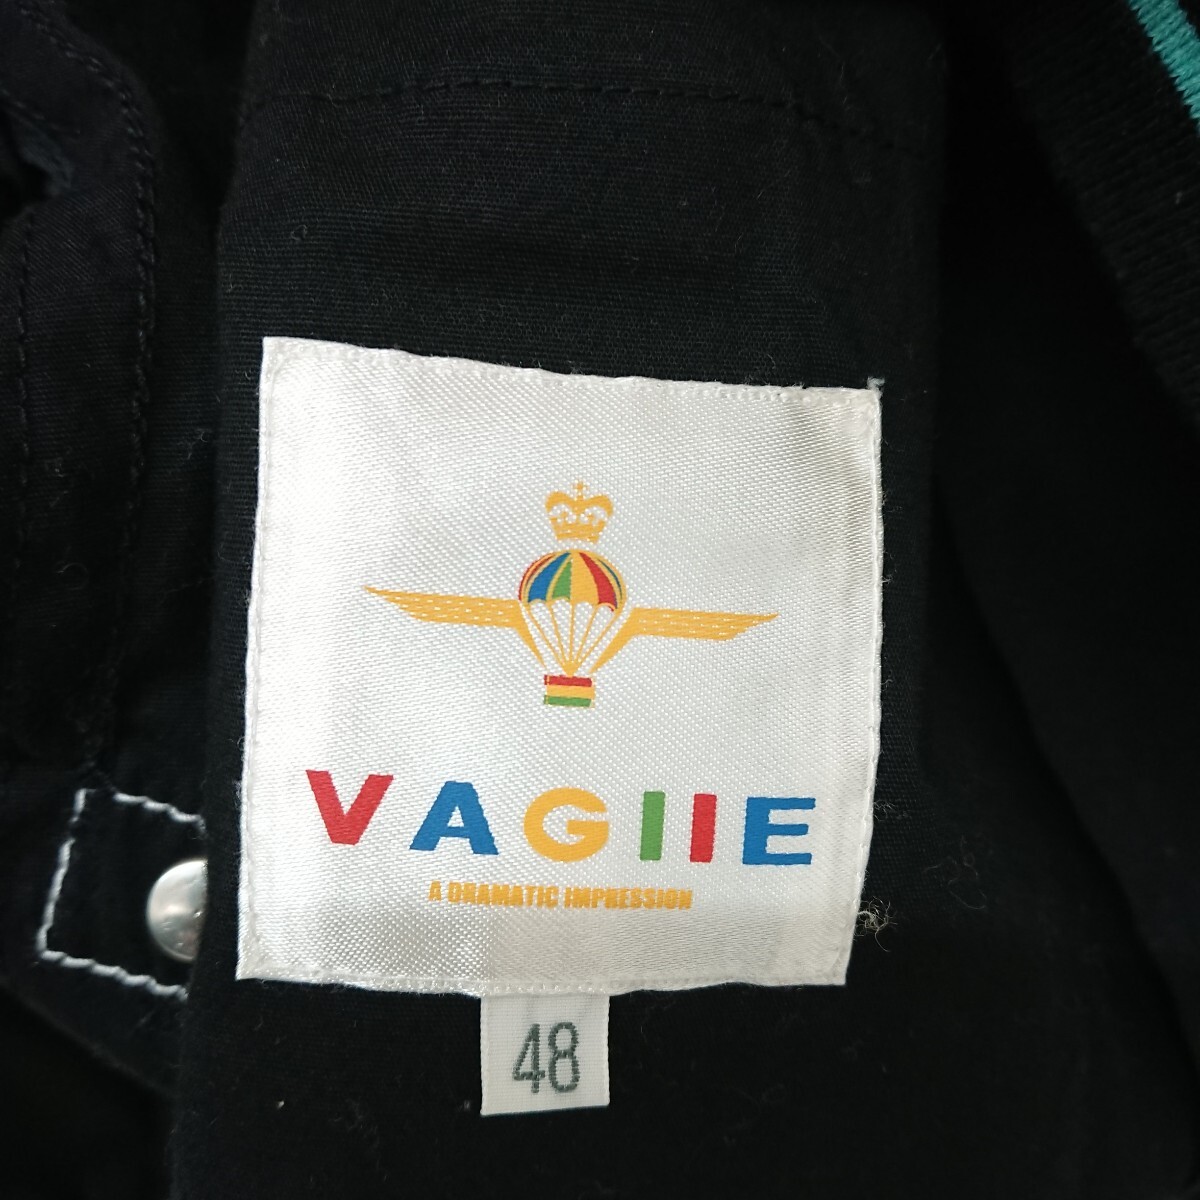 VAGIIE
A DRAMATIC IMPRESSION
48